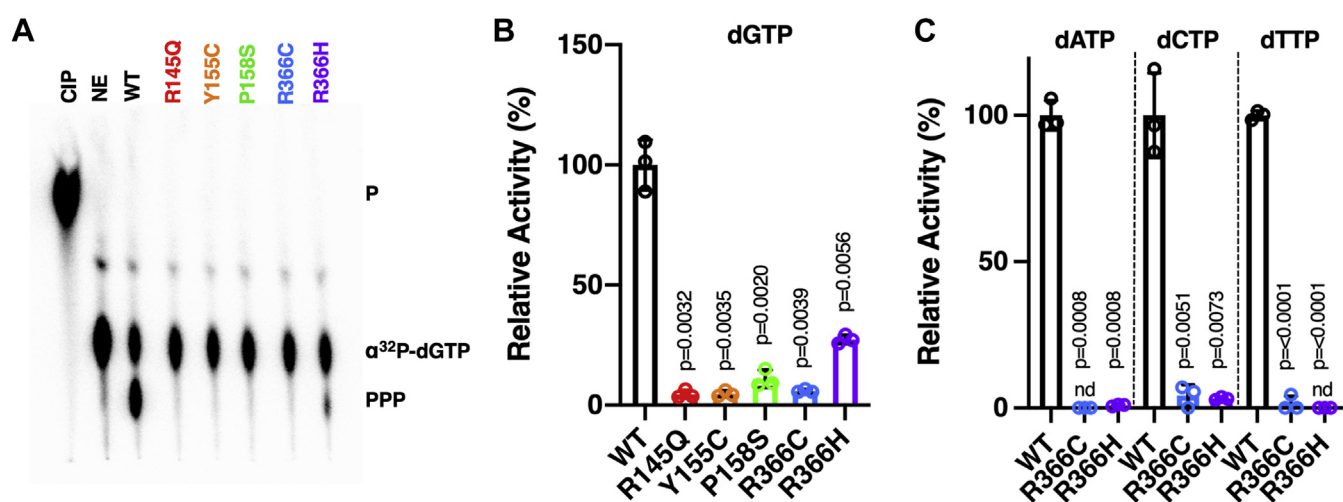 A
CIP
NE
WT
R145Q
Y155C
P158S
R366C
R366H
P
α³²P-dGTP
PPP
B
dGTP
Relative Activity (%)
150
100
50
0
p=0.0032
p=0.0035
p=0.0020
p=0.0039
p=0.0056
WT
R145Q
Y155C
P158S
R366C
R366H
C
dATP
dCTP
dTTP
Relative Activity (%)
100
50
0
nd
p=0.0008
p=0.0008
p=0.0051
p=0.0073
p=<0.0001
nd
p=<0.0001
WT
R366C
R366H
WT
R366C
R366H
WT
R366C
R366H